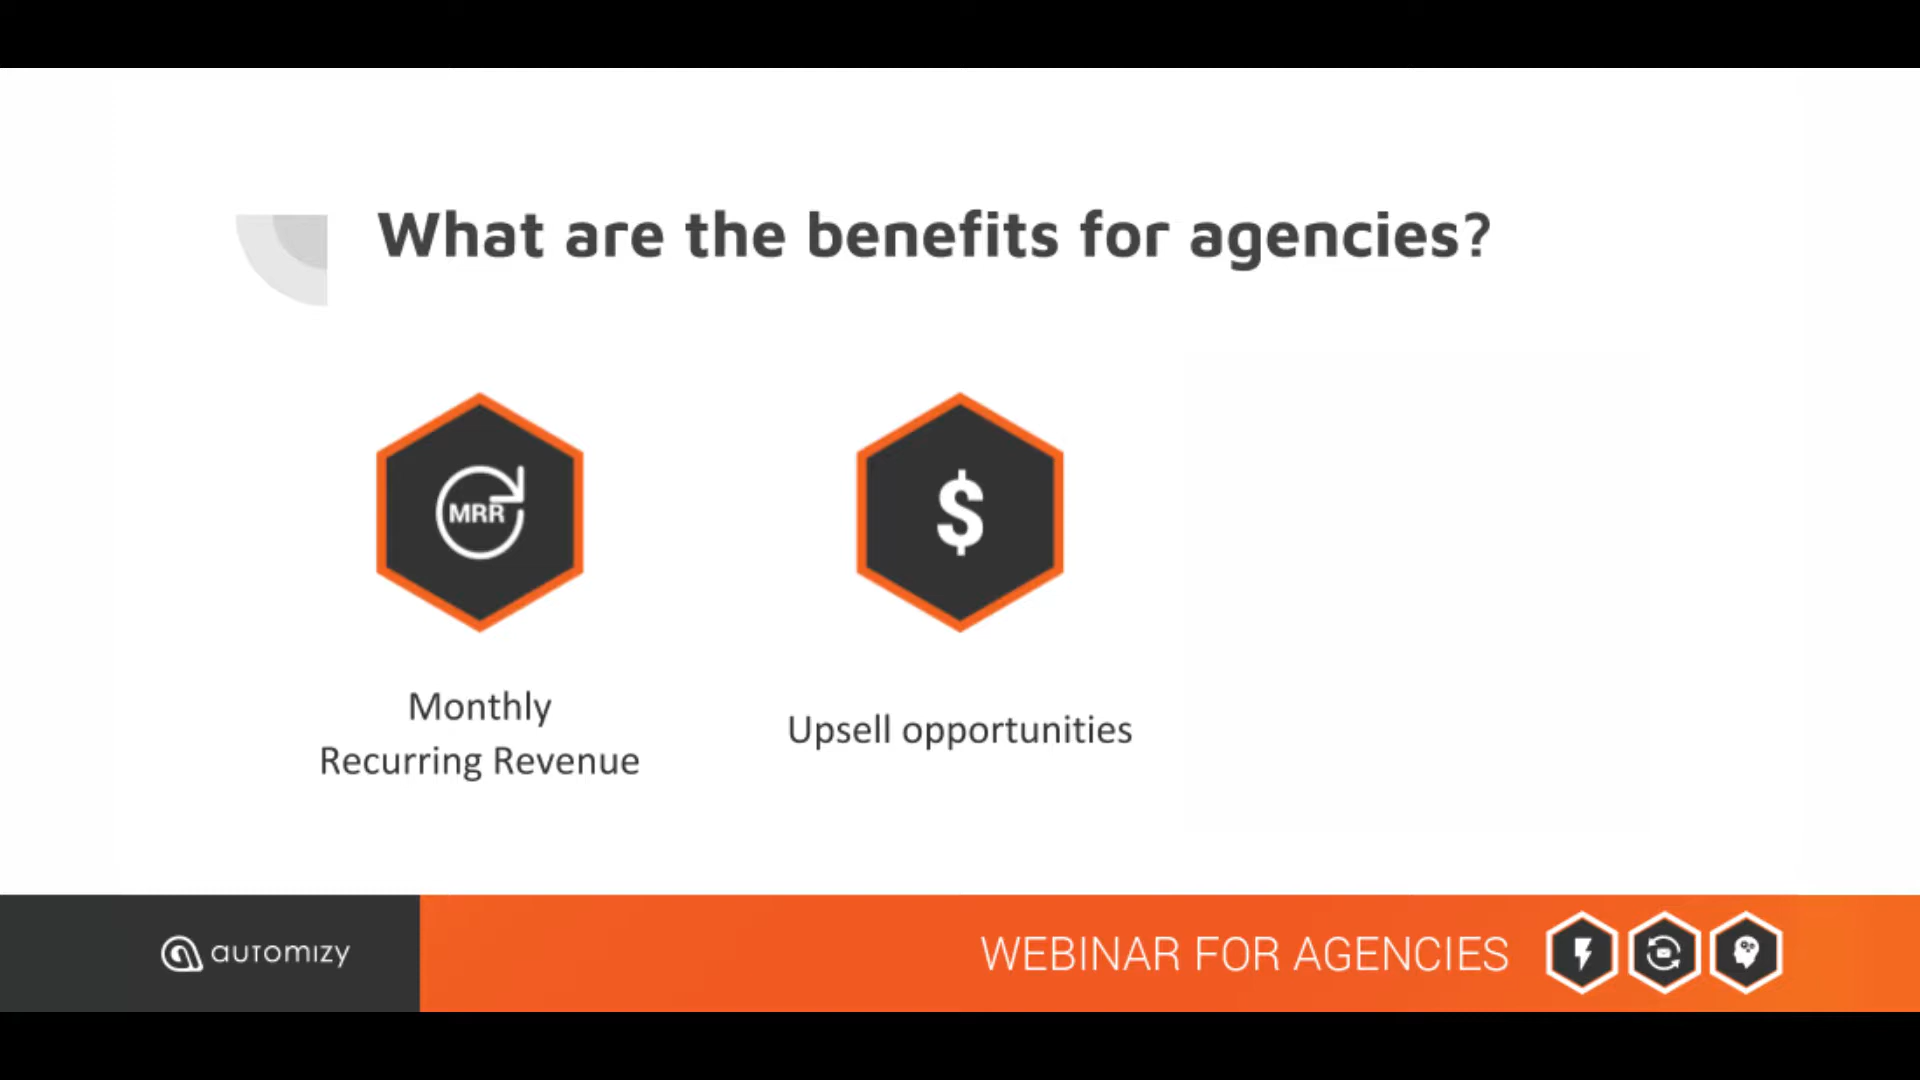 What are the benefits for agencies?
MRR
$
Monthly
Recurring Revenue
Upsell opportunities
automizy
WEBINAR FOR AGENCIES